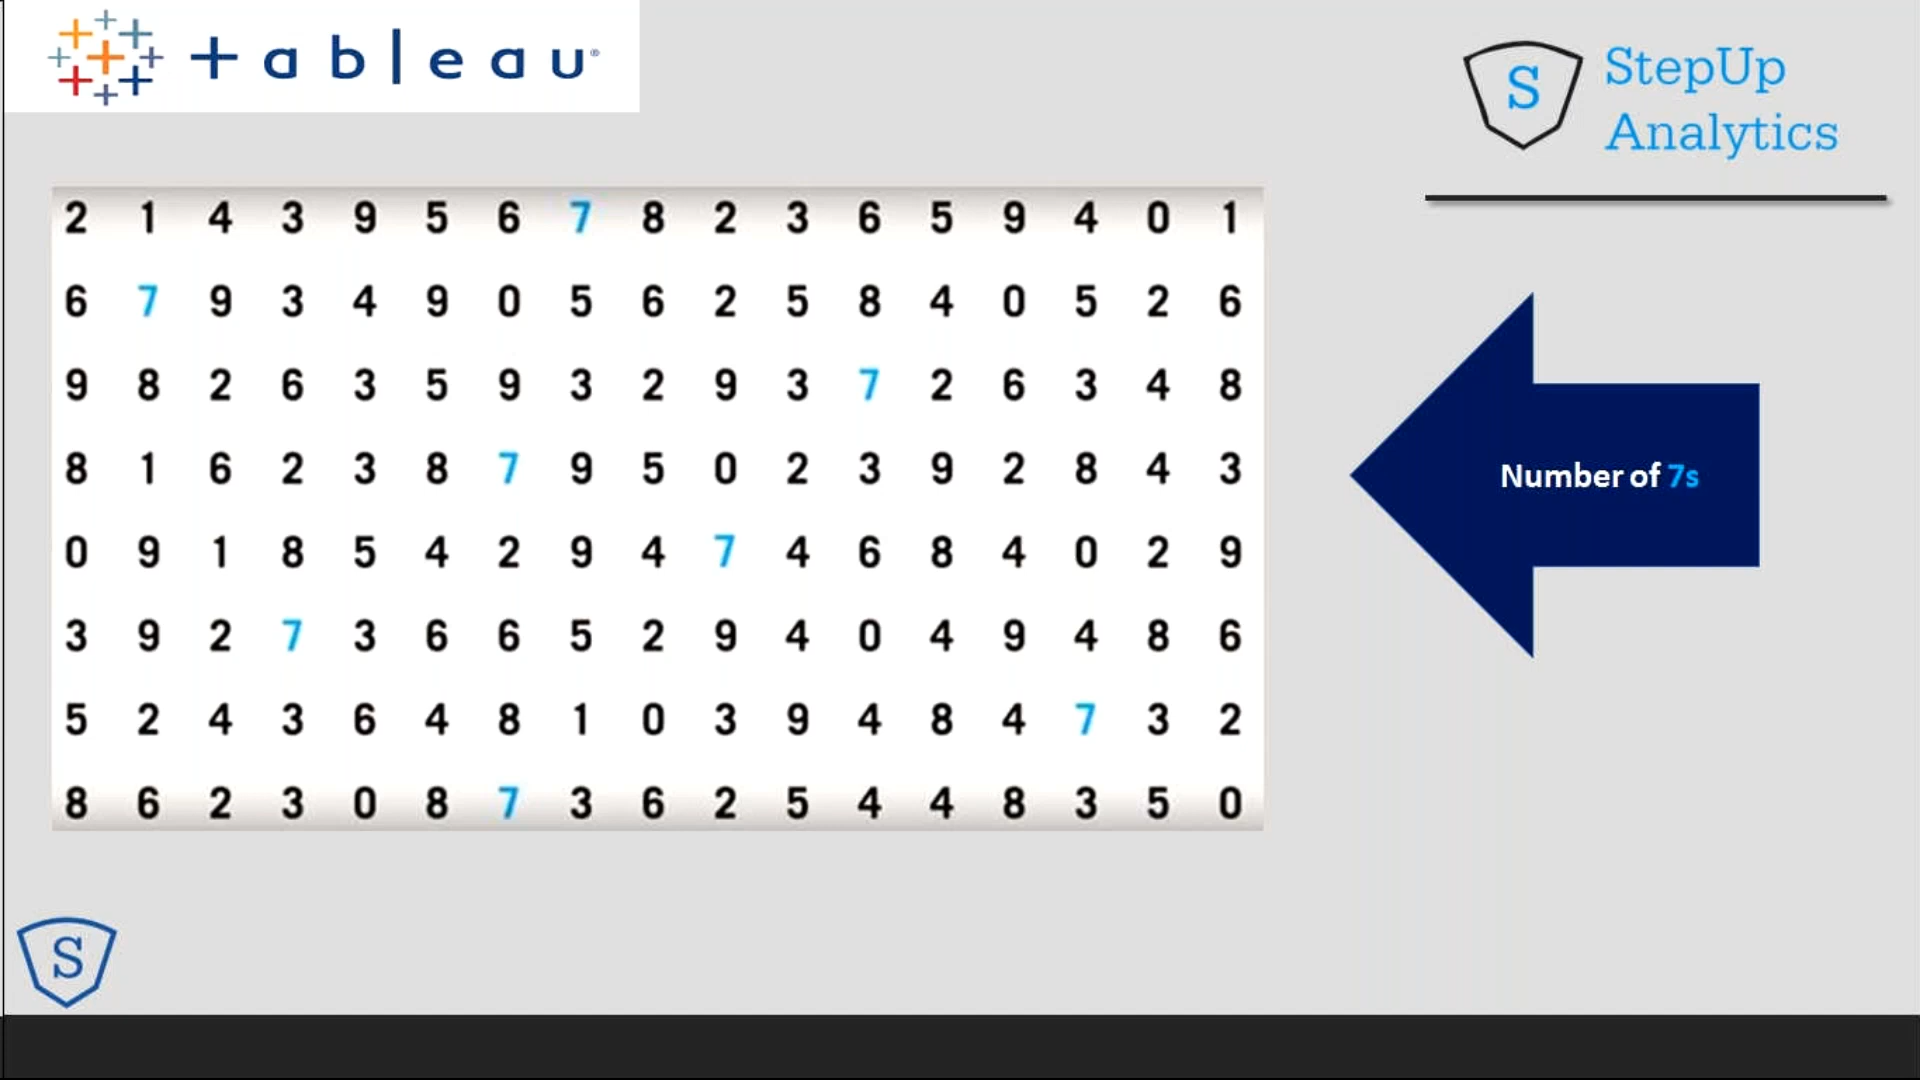 +ableau®
S
StepUp
Analytics
2 1 4 3 9 5 6 7 8 2 3 6 5 9 4 0 1
6 7 9 3 4 9 0 5 6 2 5 8 4 0 5 2 6
9 8 2 6 3 5 9 3 2 9 3 7 2 6 3 4 8
8 1 6 2 3 8 7 9 5 0 2 3 9 2 8 4 3
0 9 1 8 5 4 2 9 4 7 4 6 8 4 0 2 9
3 9 2 7 3 6 6 5 2 9 4 0 4 9 4 8 6
5 2 4 3 6 4 8 1 0 3 9 4 8 4 7 3 2
8 6 2 3 0 8 7 3 6 2 5 4 4 8 3 5 0
Number of 7s
S